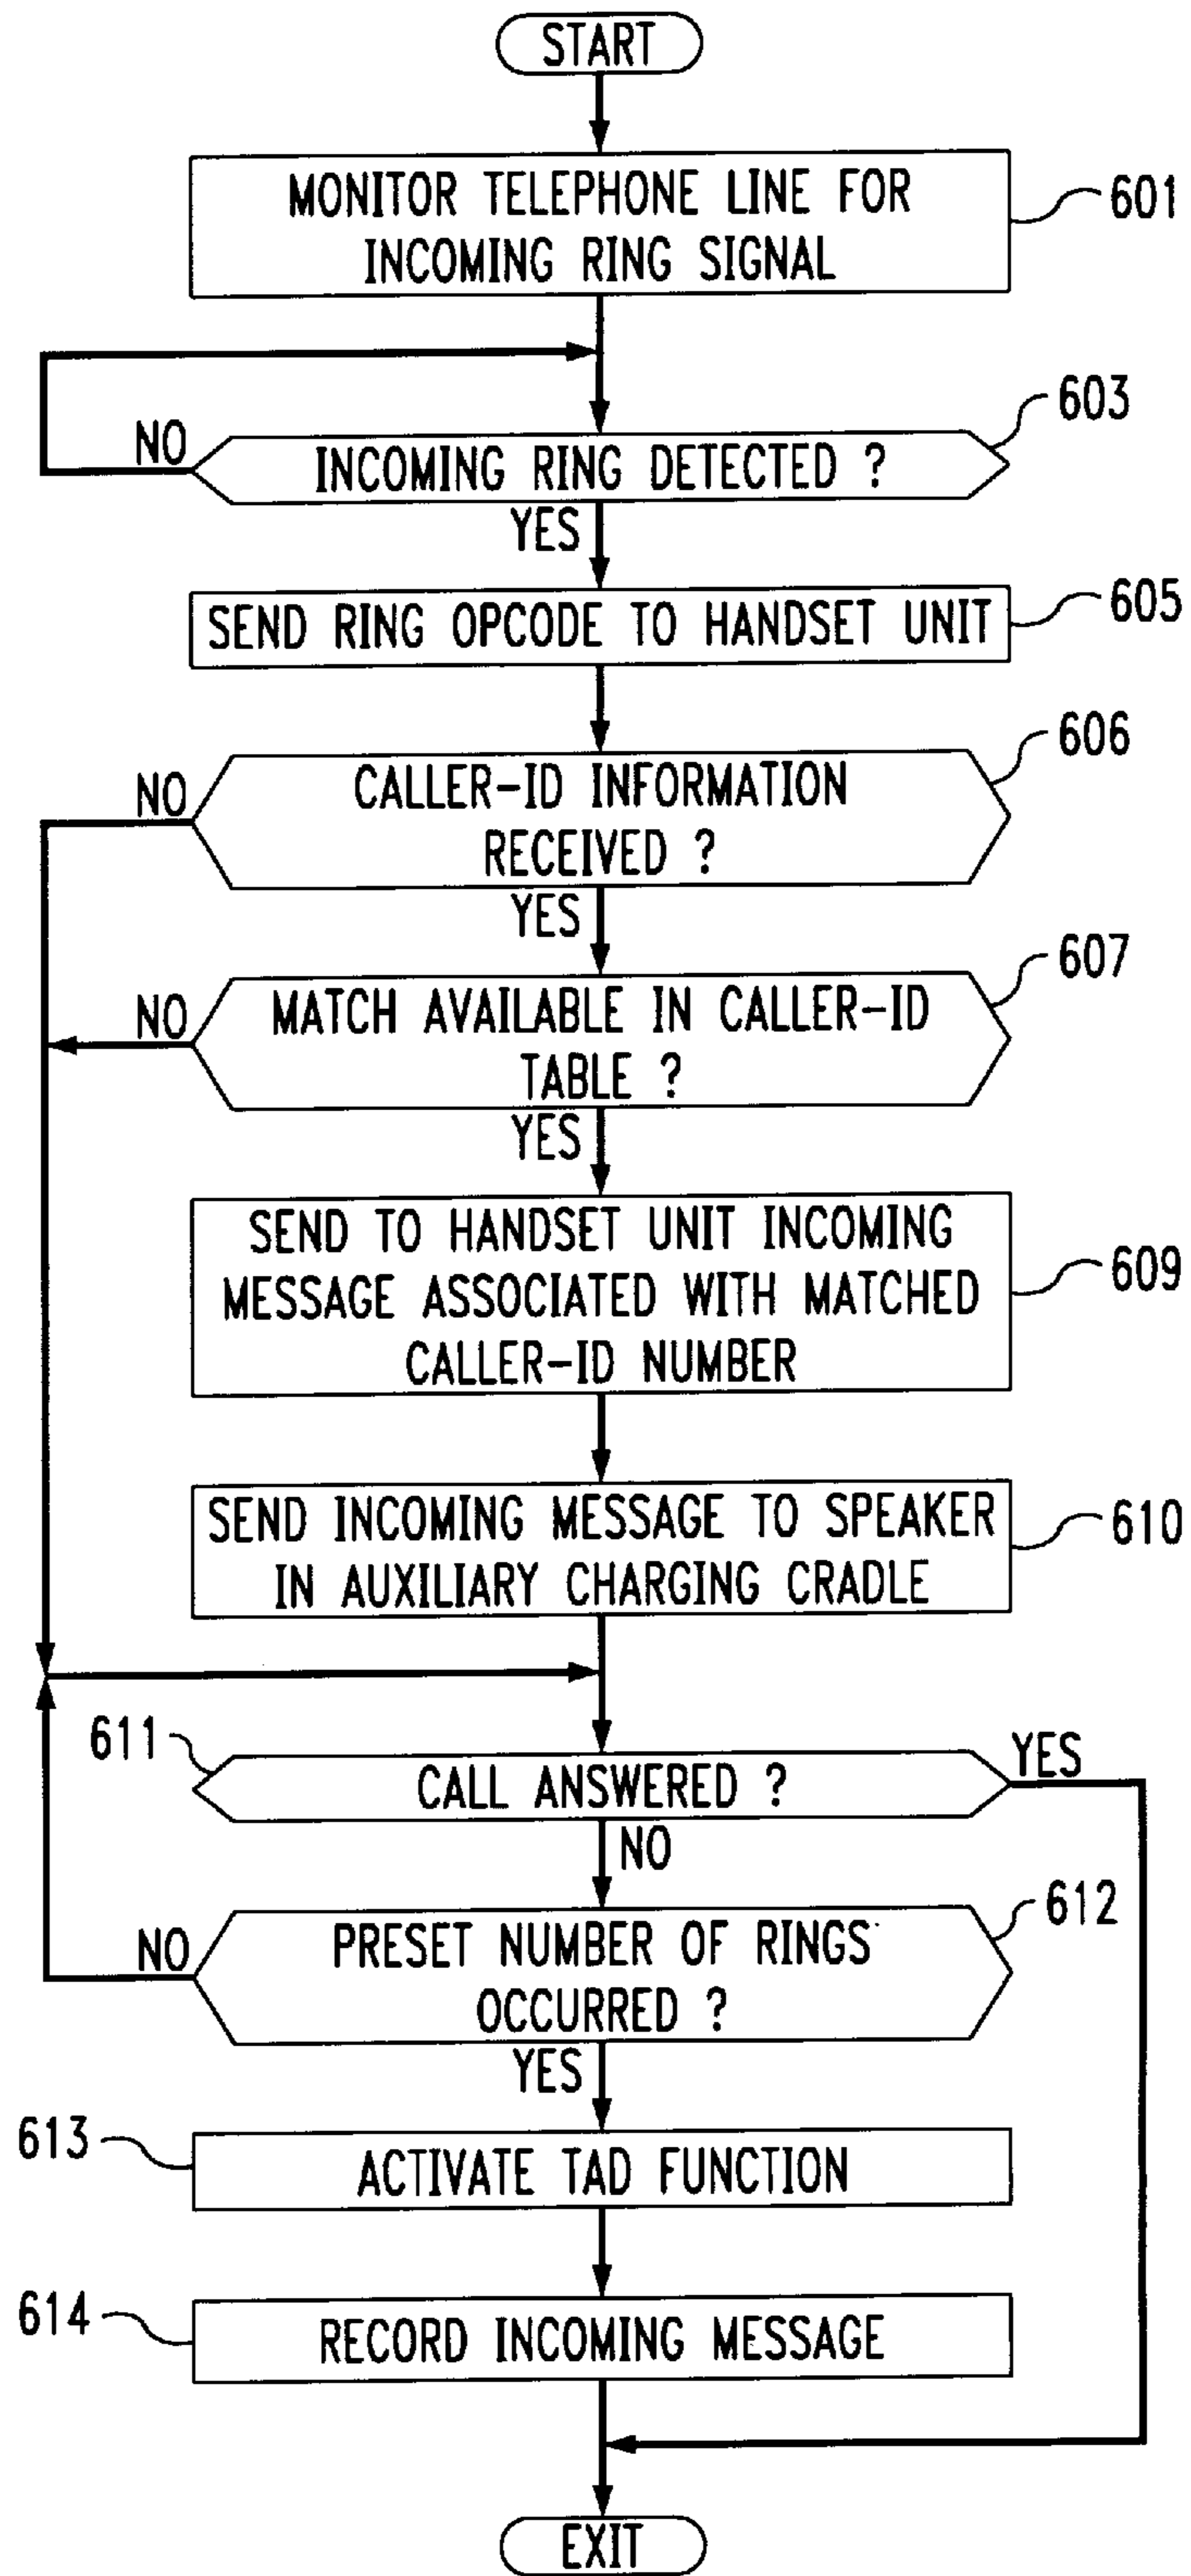 START
MONITOR TELEPHONE LINE FOR
INCOMING RING SIGNAL
601
603
NO
INCOMING RING DETECTED ?
YES
SEND RING OPCODE TO HANDSET UNIT
605
606
NO
CALLER-ID INFORMATION
RECEIVED ?
YES
607
NO
MATCH AVAILABLE IN CALLER-ID
TABLE ?
YES
SEND TO HANDSET UNIT INCOMING
MESSAGE ASSOCIATED WITH MATCHED
CALLER-ID NUMBER
609
SEND INCOMING MESSAGE TO SPEAKER
IN AUXILIARY CHARGING CRADLE
610
611
CALL ANSWERED ?
YES
NO
612
NO
PRESET NUMBER OF RINGS
OCCURRED ?
YES
613
ACTIVATE TAD FUNCTION
614
RECORD INCOMING MESSAGE
EXIT